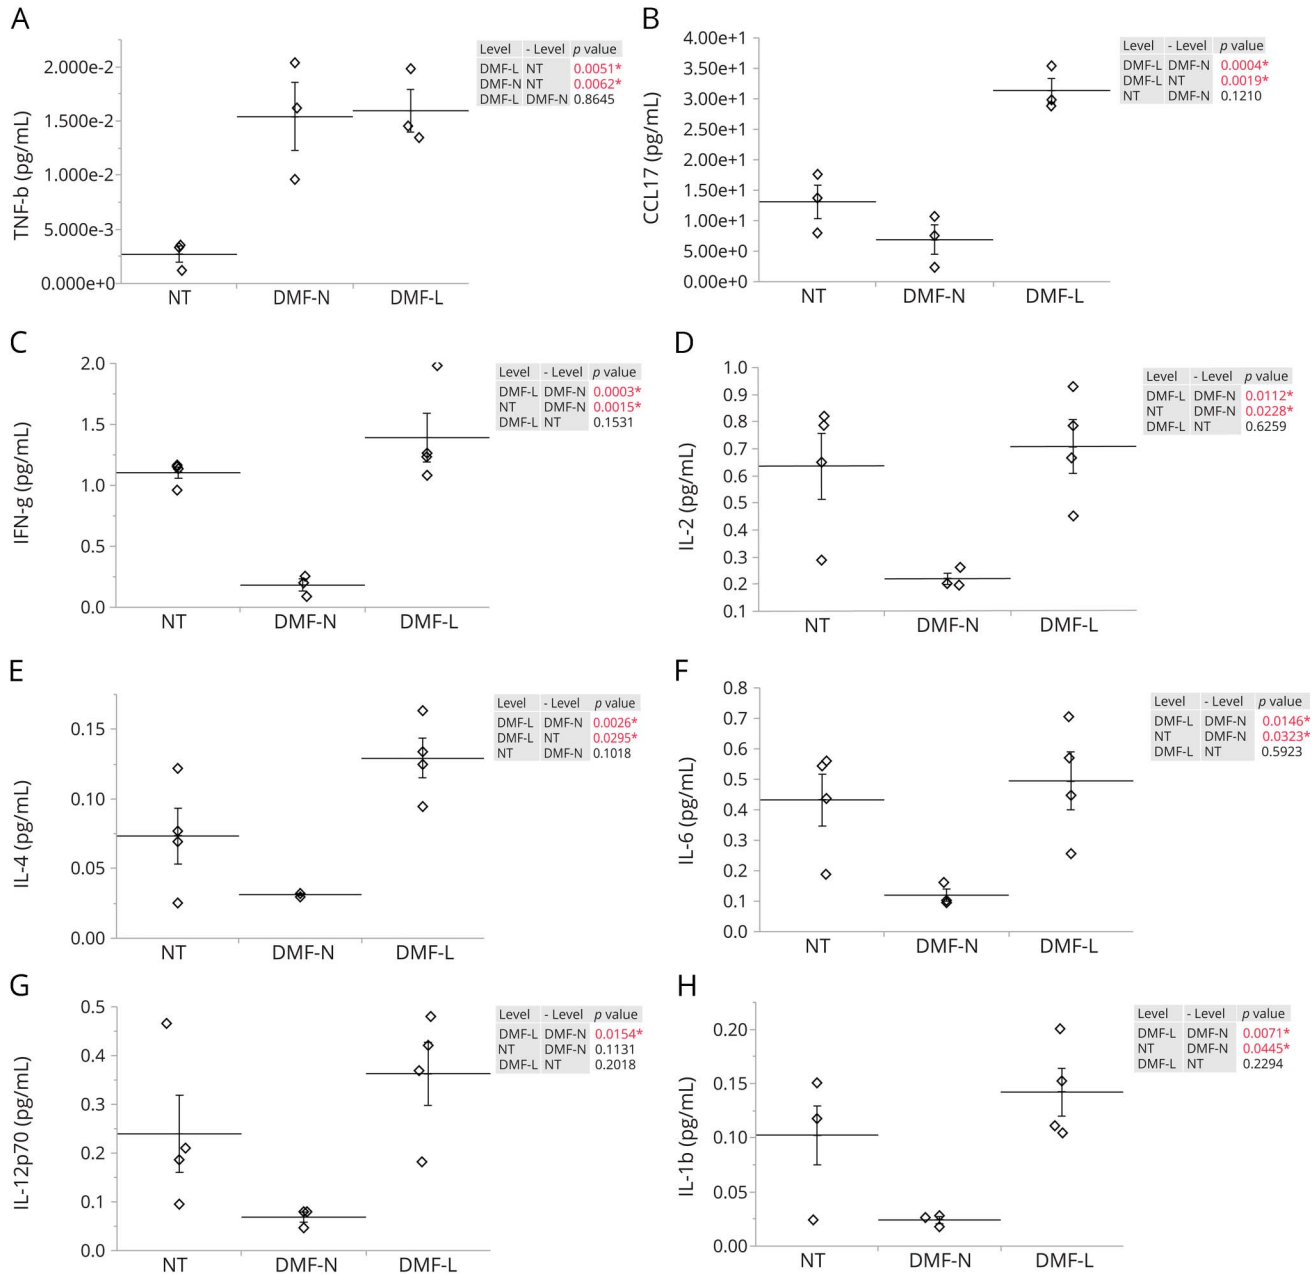 A
TNF-b (pg/mL)
2.000e-2
1.500e-2
1.000e-2
5.000e-3
0.000e+0
NT DMF-N DMF-L
Level - Level p value
DMF-L NT 0.0051*
DMF-N NT 0.0062*
DMF-L DMF-N 0.8645
B
CCL17 (pg/mL)
4.00e+1
3.50e+1
3.00e+1
2.50e+1
2.00e+1
1.50e+1
1.00e+1
5.00e+0
0.00e+0
NT DMF-N DMF-L
Level - Level p value
DMF-L DMF-N 0.0004*
DMF-L NT 0.0019*
NT DMF-N 0.1210
C
IFN-g (pg/mL)
2.0
1.5
1.0
0.5
0.0
NT DMF-N DMF-L
Level - Level p value
DMF-L DMF-N 0.0003*
NT DMF-N 0.0015*
DMF-L NT 0.1531
D
IL-2 (pg/mL)
1.0
0.9
0.8
0.7
0.6
0.5
0.4
0.3
0.2
0.1
NT DMF-N DMF-L
Level - Level p value
DMF-L DMF-N 0.0112*
NT DMF-N 0.0228*
DMF-L NT 0.6259
E
IL-4 (pg/mL)
0.15
0.10
0.05
0.00
NT DMF-N DMF-L
Level - Level p value
DMF-L DMF-N 0.0026*
DMF-L NT 0.0295*
NT DMF-N 0.1018
F
IL-6 (pg/mL)
0.8
0.7
0.6
0.5
0.4
0.3
0.2
0.1
0.0
NT DMF-N DMF-L
Level - Level p value
DMF-L DMF-N 0.0146*
NT DMF-N 0.0323*
DMF-L NT 0.5923
G
IL-12p70 (pg/mL)
0.5
0.4
0.3
0.2
0.1
0.0
NT DMF-N DMF-L
Level - Level p value
DMF-L DMF-N 0.0154*
NT DMF-N 0.1131
DMF-L NT 0.2018
H
IL-1b (pg/mL)
0.20
0.15
0.10
0.05
0.00
NT DMF-N DMF-L
Level - Level p value
DMF-L DMF-N 0.0071*
NT DMF-N 0.0445*
DMF-L NT 0.2294